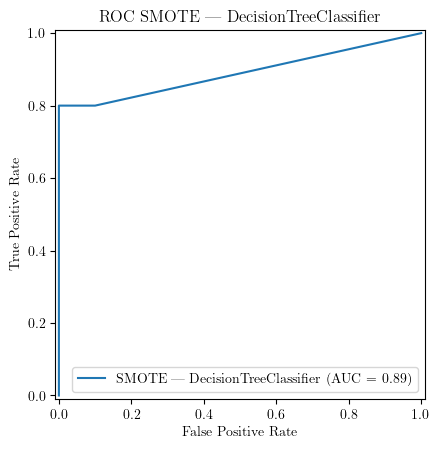 ROC SMOTE — DecisionTreeClassifier
1.0
0.8
0.6
0.4
0.2
0.0
True Positive Rate
SMOTE — DecisionTreeClassifier (AUC = 0.89)
0.0 0.2 0.4 0.6 0.8 1.0
False Positive Rate